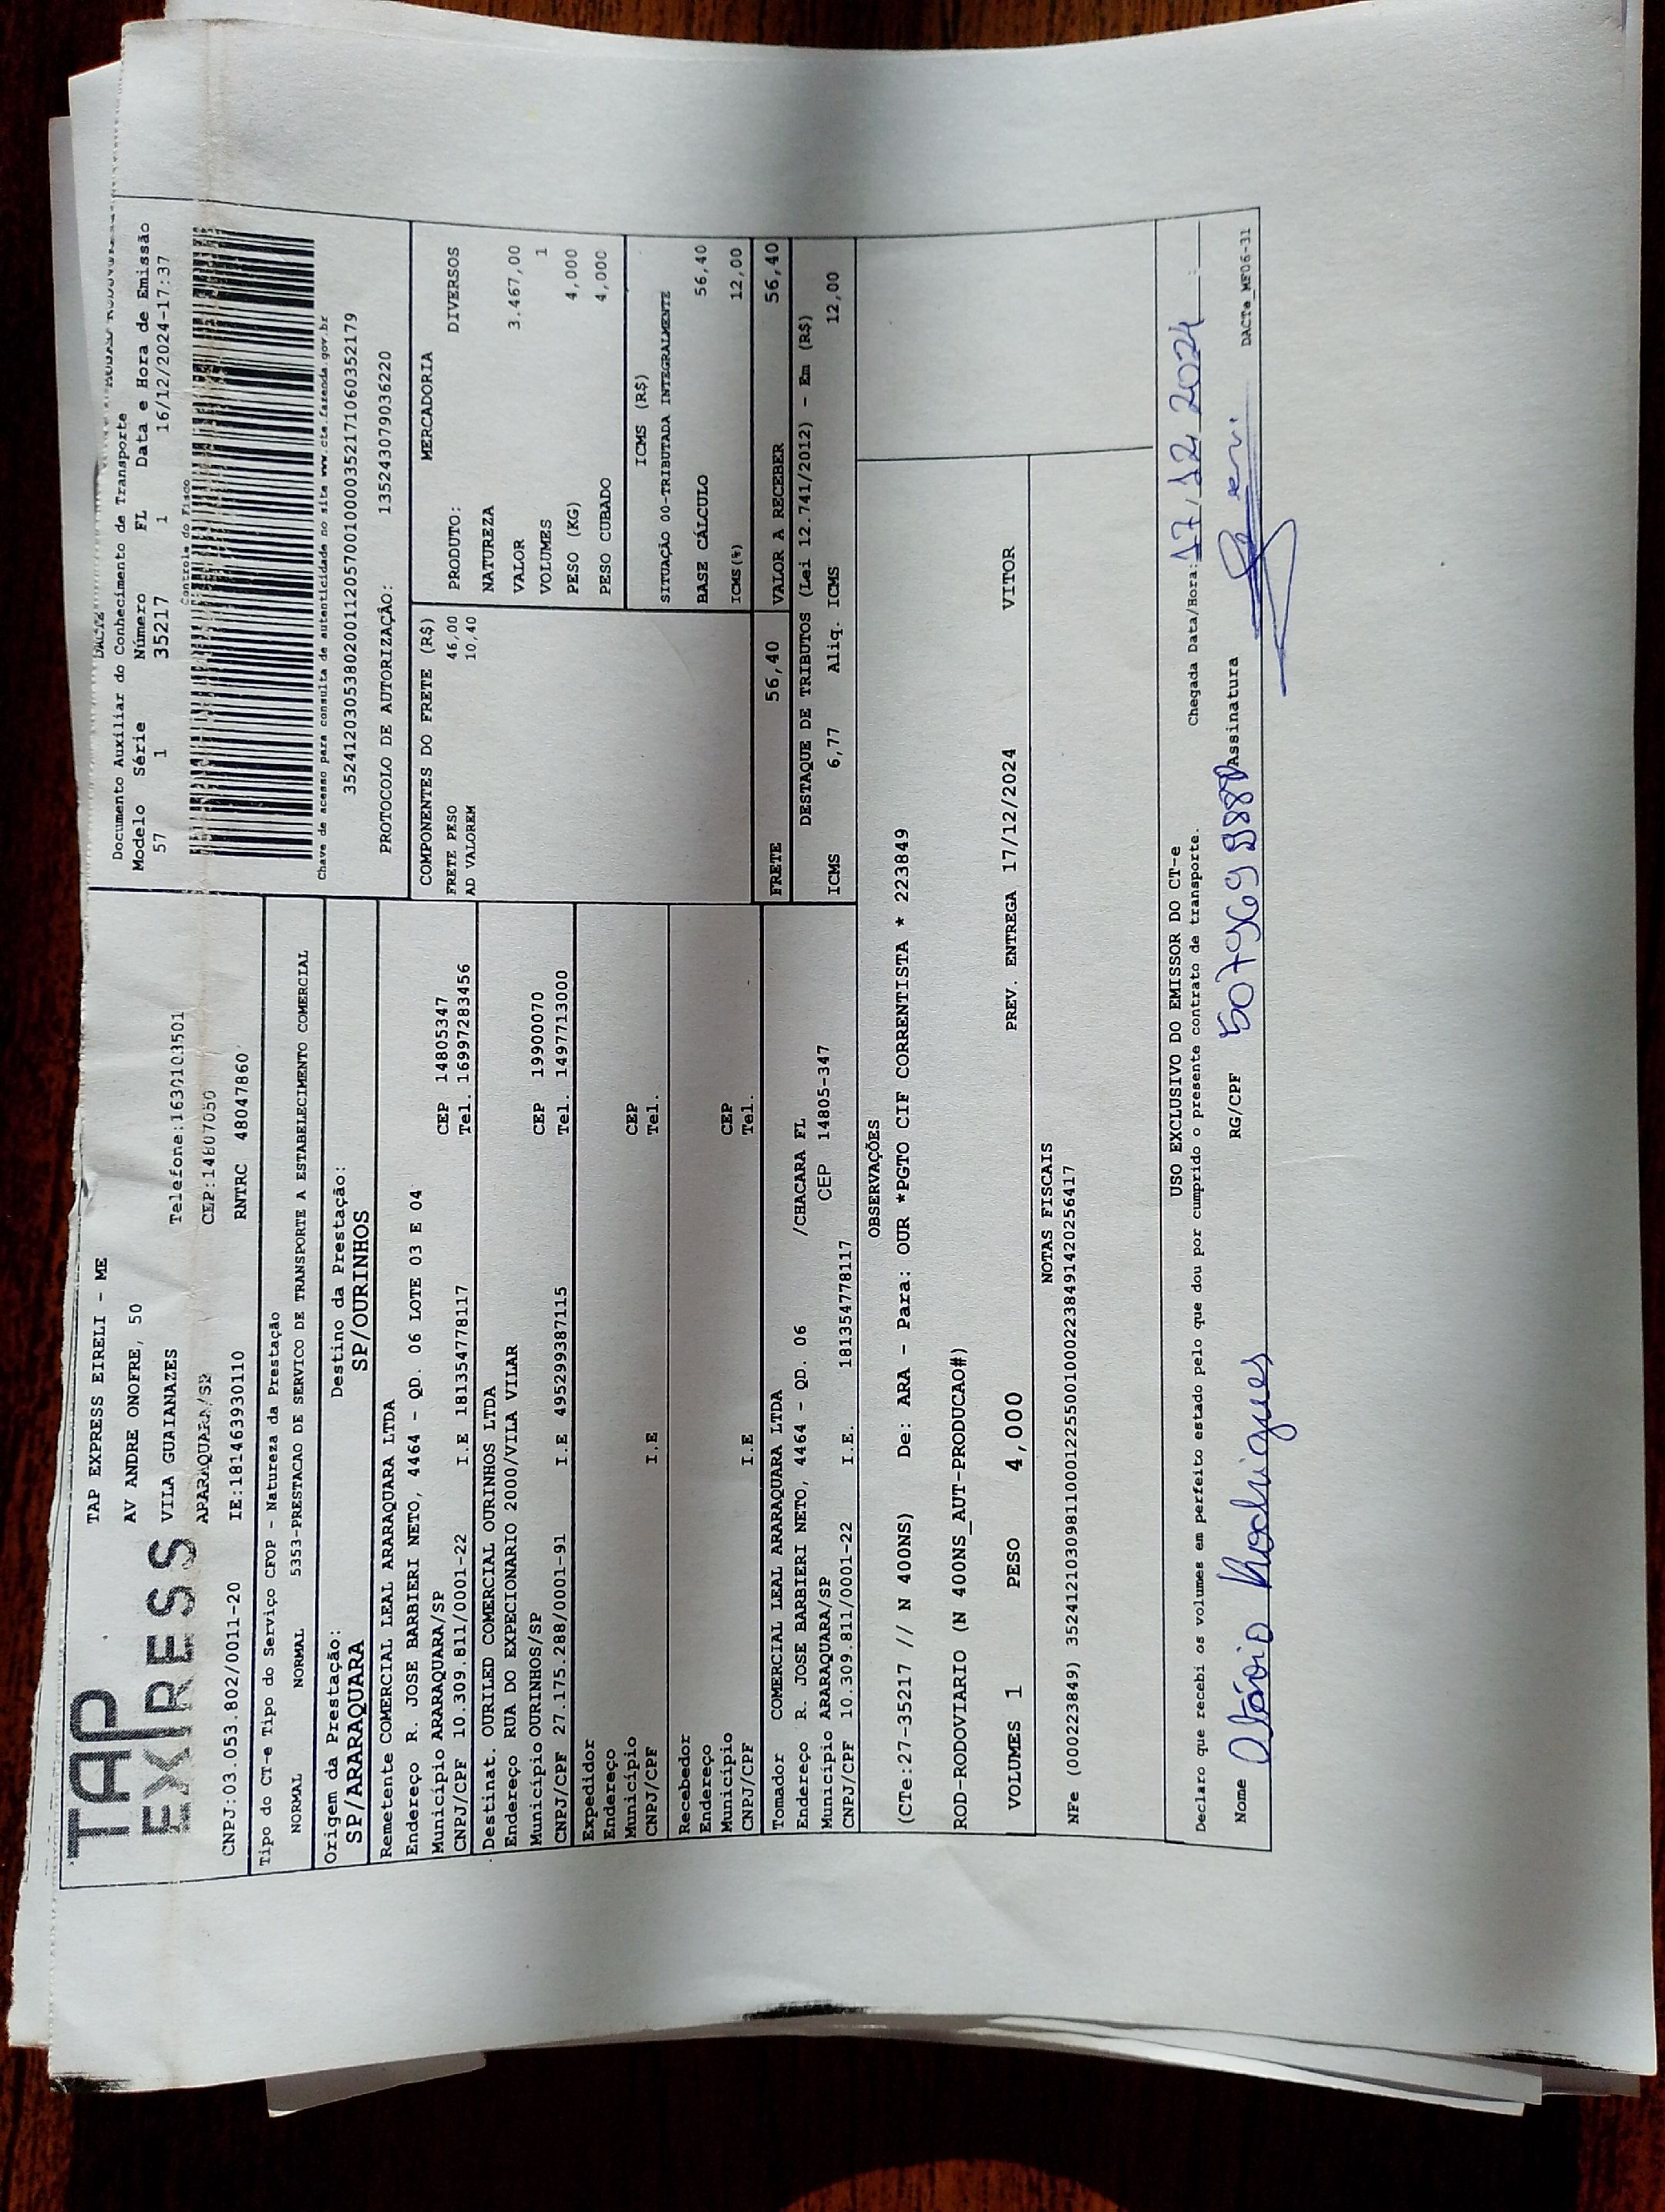 TAP
EXPRESS
TAP EXPRESS EIRELI - ME
AV ANDRE ONOFRE, 50
VILA GUAIANAZES
Telefone:1630103501
ARARAQUARA/SP
CEP:14807050
CNPJ:03.053.802/0011-20 IE:181463930110 RNTRC 48047860
DACTE
Documento Auxiliar do Conhecimento de Transporte
Modelo Série Número FL Data e Hora de Emissão
57 1 35217 1 16/12/2024-17:37
Controle do Fisco
Chave de acesso para consulta de autenticidade no site www.cte.fazenda.gov.br
35241203053802001120570010000352171060352179
PROTOCOLO DE AUTORIZAÇÃO: 135243079036220
Tipo do CT-e Tipo do Serviço CFOP - Natureza da Prestação
NORMAL NORMAL 5353-PRESTACAO DE SERVICO DE TRANSPORTE A ESTABELECIMENTO COMERCIAL
Origem da Prestação: Destino da Prestação:
SP/ARARAQUARA SP/OURINHOS
Remetente COMERCIAL LEAL ARARAQUARA LTDA
Endereço R. JOSE BARBIERI NETO, 4464 - QD. 06 LOTE 03 E 04
Município ARARAQUARA/SP CEP 14805347
CNPJ/CPF 10.309.811/0001-22 I.E 181354778117 Tel. 16997283456
Destinat. OURILED COMERCIAL OURINHOS LTDA
Endereço RUA DO EXPECIONARIO 2000/VILA VILAR
Município OURINHOS/SP CEP 19900070
CNPJ/CPF 27.175.288/0001-91 I.E 495299387115 Tel. 1497713000
Expedidor
Endereço
Município CEP
CNPJ/CPF I.E Tel.
Recebedor
Endereço
Município CEP
CNPJ/CPF I.E Tel.
Tomador COMERCIAL LEAL ARARAQUARA LTDA
Endereço R. JOSE BARBIERI NETO, 4464 - QD. 06 /CHACARA FL
Município ARARAQUARA/SP CEP 14805-347
CNPJ/CPF 10.309.811/0001-22 I.E. 181354778117
COMPONENTES DO FRETE (R$)
FRETE PESO 46,00
AD VALOREM 10,40
MERCADORIA
PRODUTO: DIVERSOS
NATUREZA
VALOR 3.467,00
VOLUMES 1
PESO (KG) 4,000
PESO CUBADO 4,000
ICMS (R$)
SITUAÇÃO 00-TRIBUTADA INTEGRALMENTE
BASE CÁLCULO 56,40
ICMS(%) 12,00
FRETE 56,40 VALOR A RECEBER 56,40
DESTAQUE DE TRIBUTOS (Lei 12.741/2012) - Em (R$)
ICMS 6,77 Aliq. ICMS 12,00
OBSERVAÇÕES
(CTe:27-35217 // N 400NS) De: ARA - Para: OUR *PGTO CIF CORRENTISTA * 223849
ROD-RODOVIARIO (N 400NS_AUT-PRODUCAO#)
VOLUMES 1 PESO 4,000 PREV. ENTREGA 17/12/2024 VITOR
NOTAS FISCAIS
NFe (000223849) 35241210309811000122550010002238491420256417
USO EXCLUSIVO DO EMISSOR DO CT-e
Declaro que recebi os volumes em perfeito estado pelo que dou por cumprido o presente contrato de transporte. Chegada Data/Hora: 17/12/2024 :
Nome Otávio Rodrigues RG/CPF Assinatura
DACTe_MF06-31